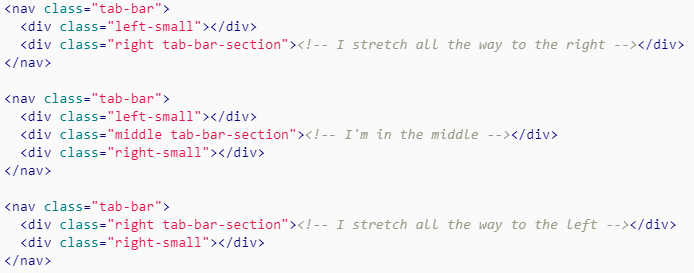 <nav class="tab-bar">
  <div class="left-small"></div>
  <div class="right tab-bar-section"><!-- I stretch all the way to the right --></div>
</nav>

<nav class="tab-bar">
  <div class="left-small"></div>
  <div class="middle tab-bar-section"><!-- I'm in the middle --></div>
  <div class="right-small"></div>
</nav>

<nav class="tab-bar">
  <div class="right tab-bar-section"><!-- I stretch all the way to the left --></div>
  <div class="right-small"></div>
</nav>